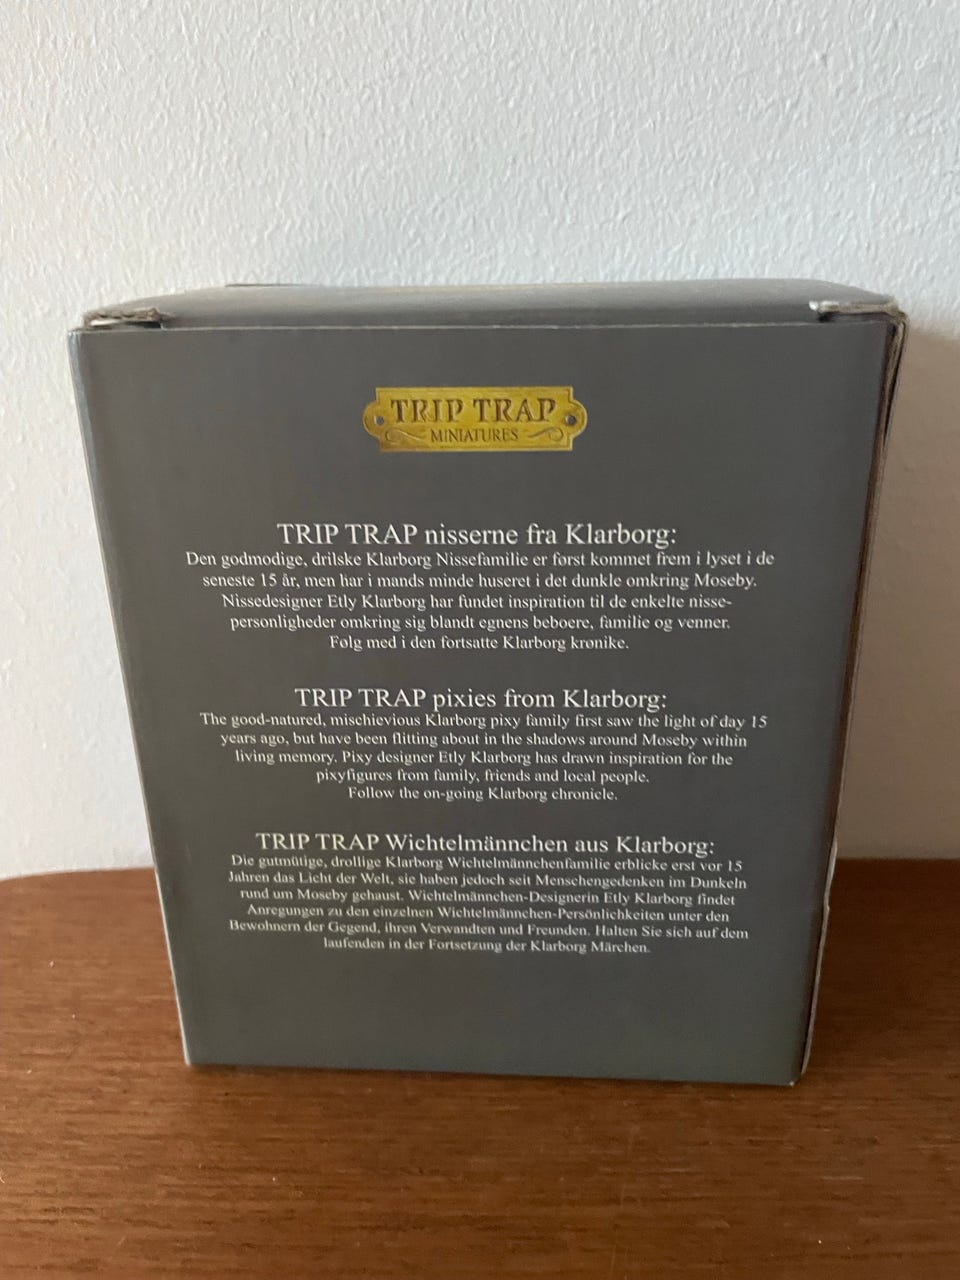 TRIP TRAP
MINIATURES
TRIP TRAP nisserne fra Klarborg:
Den godmodige, drilske Klarborg Nissefamilie er først kommet frem i lyset i de
seneste 15 år, men har i mands minde huseret i det dunkle omkring Moseby.
Nissedesigner Etly Klarborg har fundet inspiration til de enkelte nisse-
personligheder omkring sig blandt egnens beboere, familie og venner.
Følg med i den fortsatte Klarborg krønike.
TRIP TRAP pixies from Klarborg:
The good-natured, mischievious Klarborg pixy family first saw the light of day 15
years ago, but have been flitting about in the shadows around Moseby within
living memory. Pixy designer Etly Klarborg has drawn inspiration for the
pixyfigures from family, friends and local people.
Follow the on-going Klarborg chronicle.
TRIP TRAP Wichtelmännchen aus Klarborg:
Die gutmütige, drollige Klarborg Wichtelmännchenfamilie erblicke erst vor 15
Jahren das Licht der Welt, sie haben jedoch seit Menschengedenken im Dunkeln
rund um Moseby gehaust. Wichtelmännchen-Designerin Etly Klarborg findet
Anregungen zu den einzelnen Wichtelmännchen-Persönlichkeiten unter den
Bewohnern der Gegend, ihren Verwandten und Freunden. Halten Sie sich auf dem
laufenden in der Fortsetzung der Klarborg Märchen.